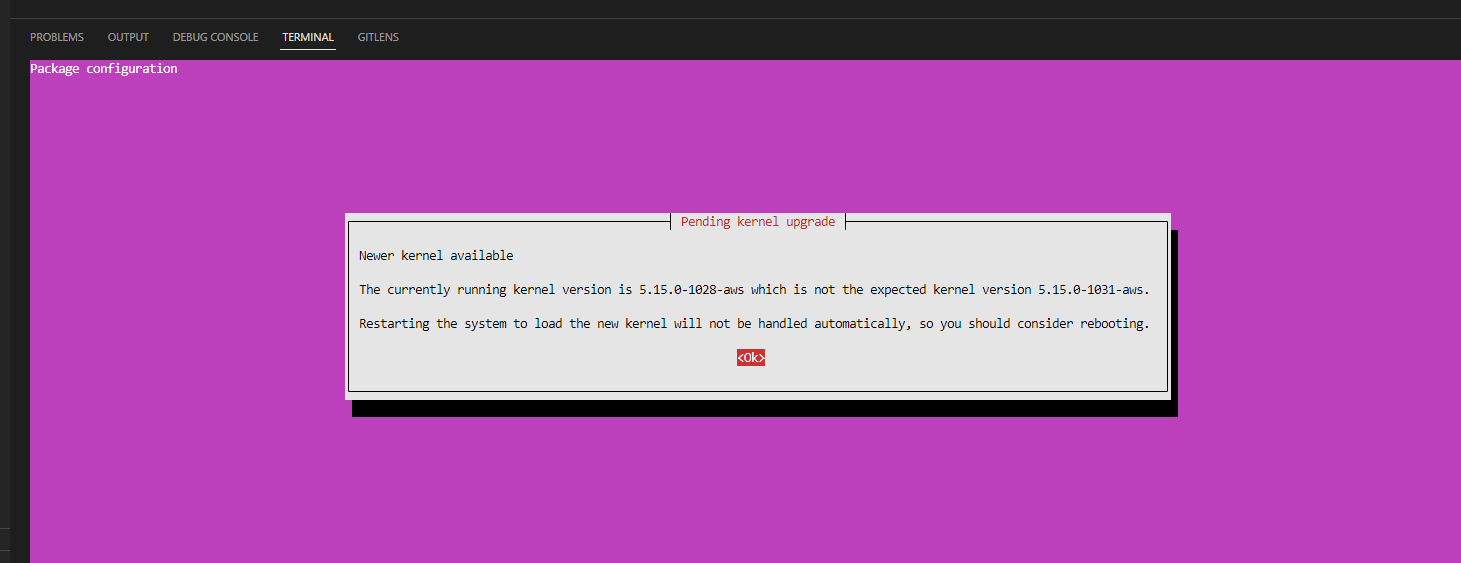 PROBLEMS OUTPUT DEBUG CONSOLE TERMINAL GITLENS
Package configuration
Pending kernel upgrade
Newer kernel available
The currently running kernel version is 5.15.0-1028-aws which is not the expected kernel version 5.15.0-1031-aws.
Restarting the system to load the new kernel will not be handled automatically, so you should consider rebooting.
<Ok>